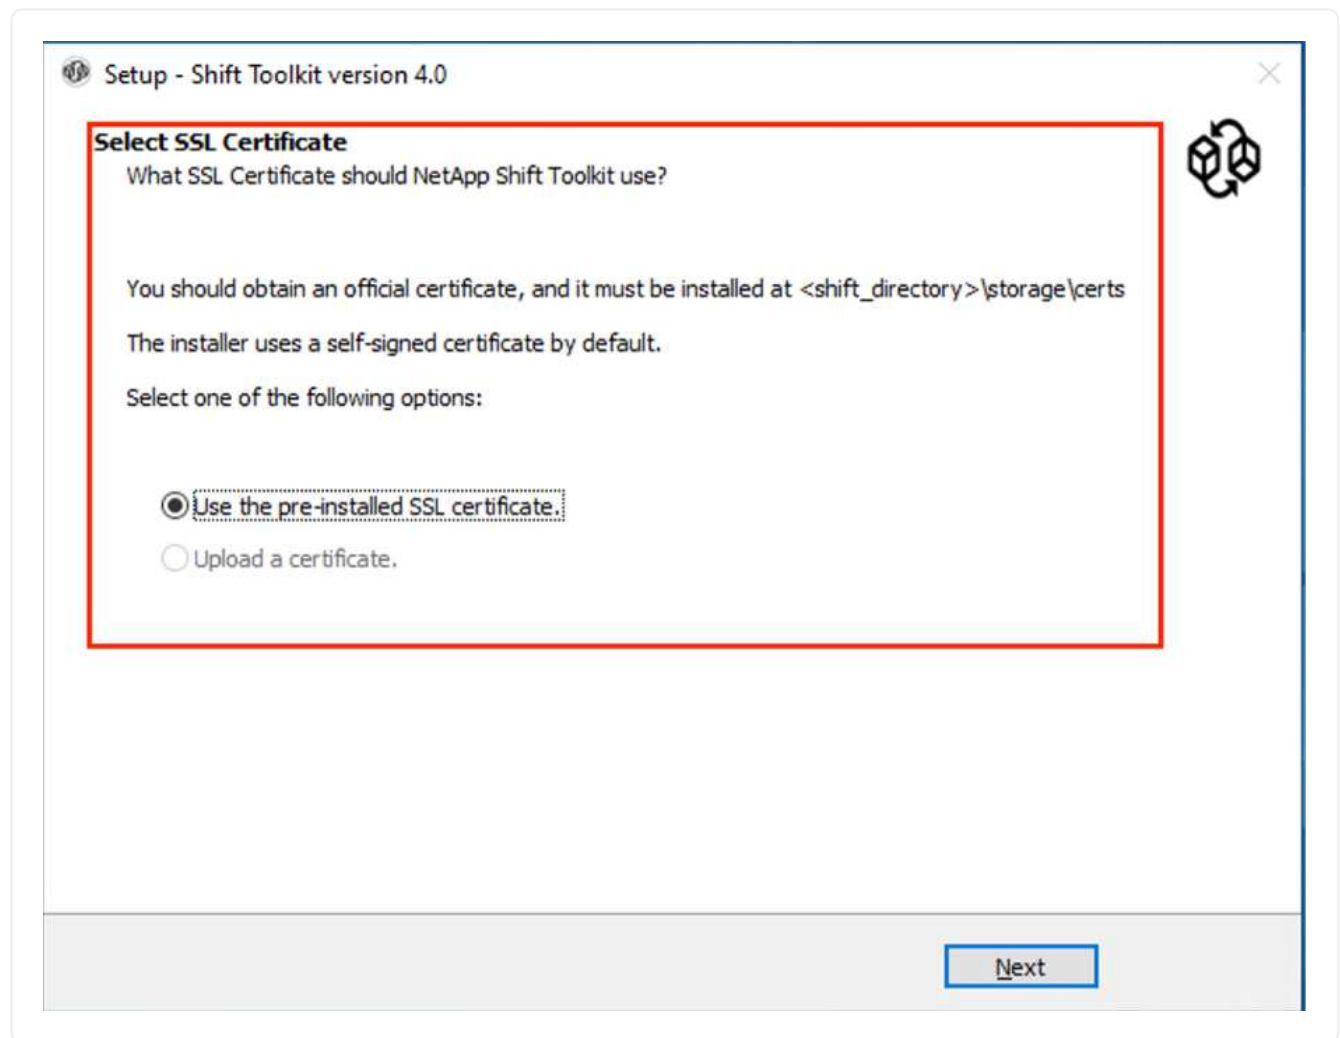 Setup - Shift Toolkit version 4.0
Select SSL Certificate
What SSL Certificate should NetApp Shift Toolkit use?
You should obtain an official certificate, and it must be installed at <shift_directory>\storage\certs
The installer uses a self-signed certificate by default.
Select one of the following options:
Use the pre-installed SSL certificate.
Upload a certificate.
Next